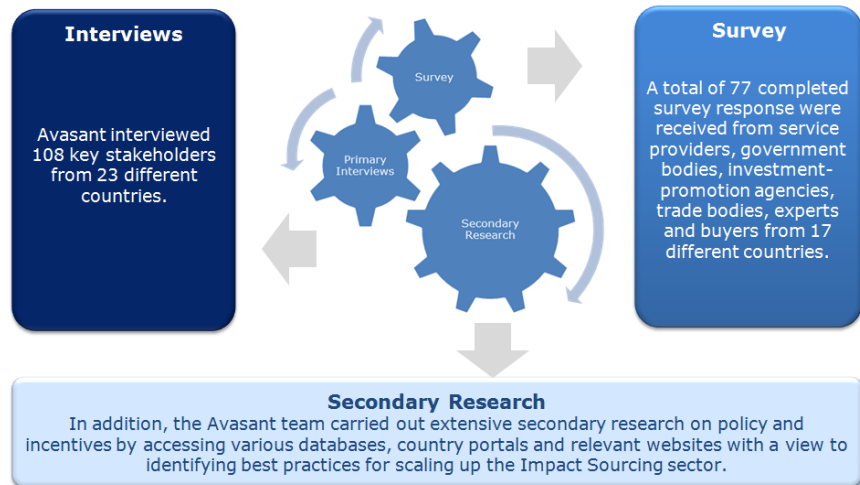 Interviews
Avasant interviewed
108 key stakeholders
from 23 different
countries.
Survey
Primary
Interviews
Secondary
Research
Survey
A total of 77 completed
survey response were
received from service
providers, government
bodies, investment-
promotion agencies,
trade bodies, experts
and buyers from 17
different countries.
Secondary Research
In addition, the Avasant team carried out extensive secondary research on policy and
incentives by accessing various databases, country portals and relevant websites with a view to
identifying best practices for scaling up the Impact Sourcing sector.